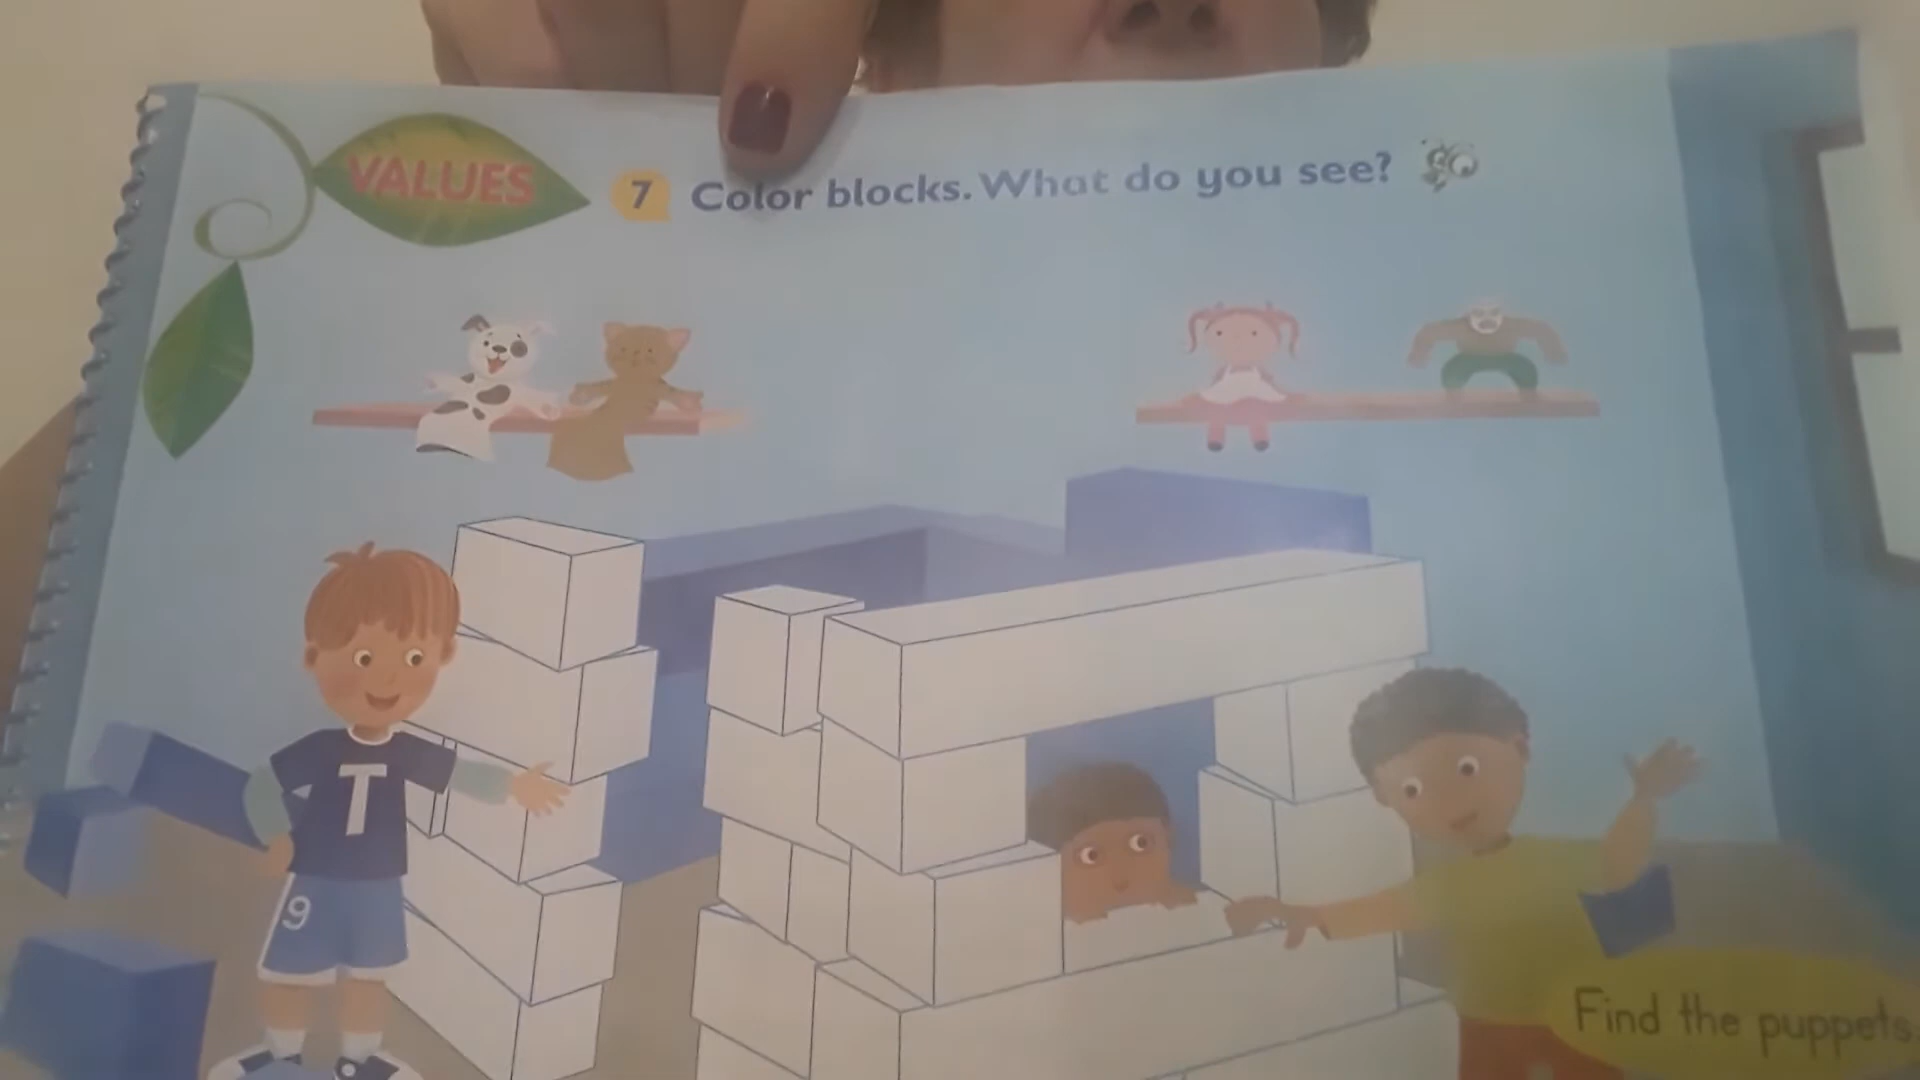 VALUES
7 Color blocks. What do you see?
T
9
Find the puppets.